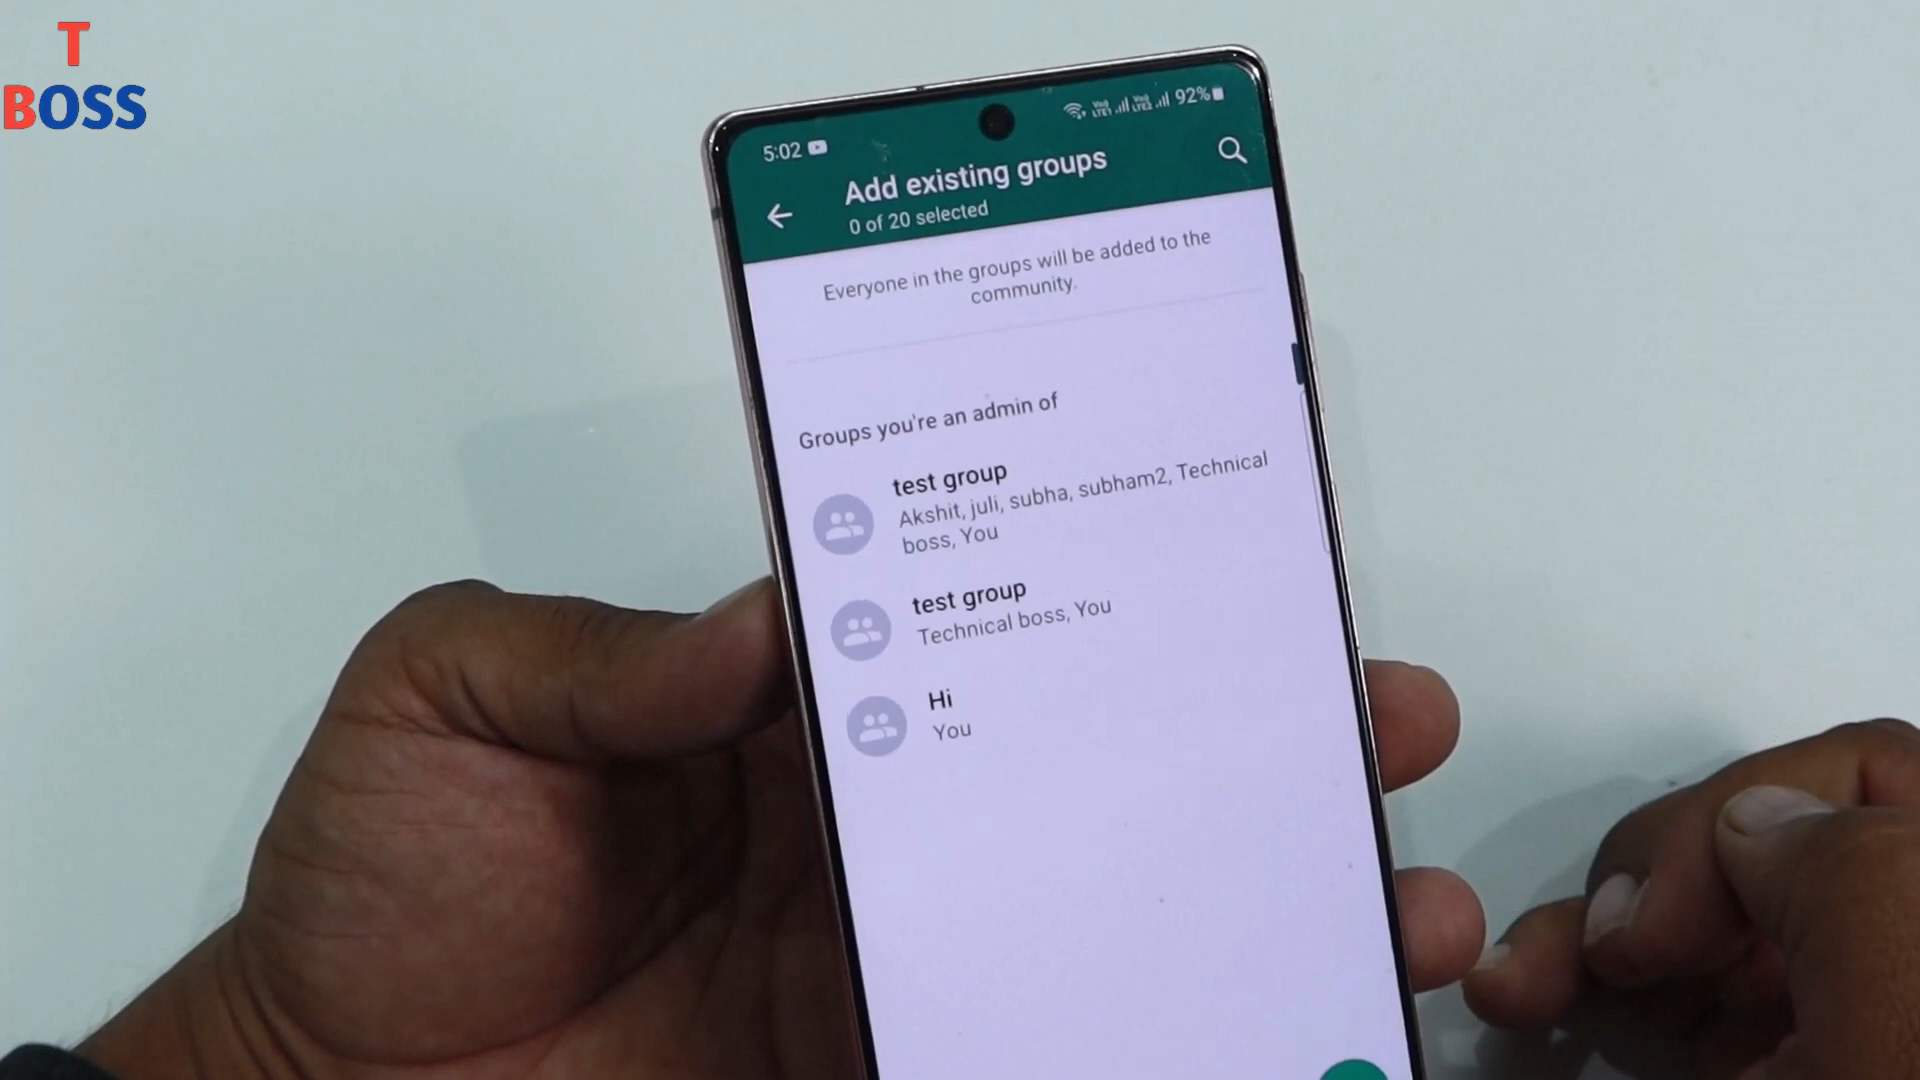 T
BOSS
5:02
92%
Add existing groups
0 of 20 selected
Everyone in the groups will be added to the
community.
Groups you're an admin of
test group
Akshit, juli, subha, subham2, Technical
boss, You
test group
Technical boss, You
Hi
You